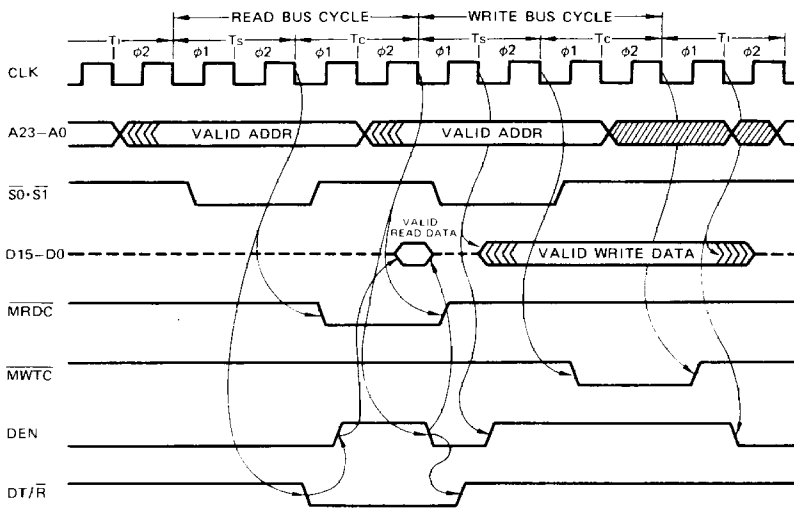 READ BUS CYCLE WRITE BUS CYCLE
TI TS TC TS TC TI
φ2 φ1 φ2 φ1 φ2 φ1 φ2 φ1 φ2 φ1 φ2
CLK
A23-A0 VALID ADDR VALID ADDR
S0·S1
VALID
READ DATA
D15-D0 VALID WRITE DATA
MRDC
MWTC
DEN
DT/R